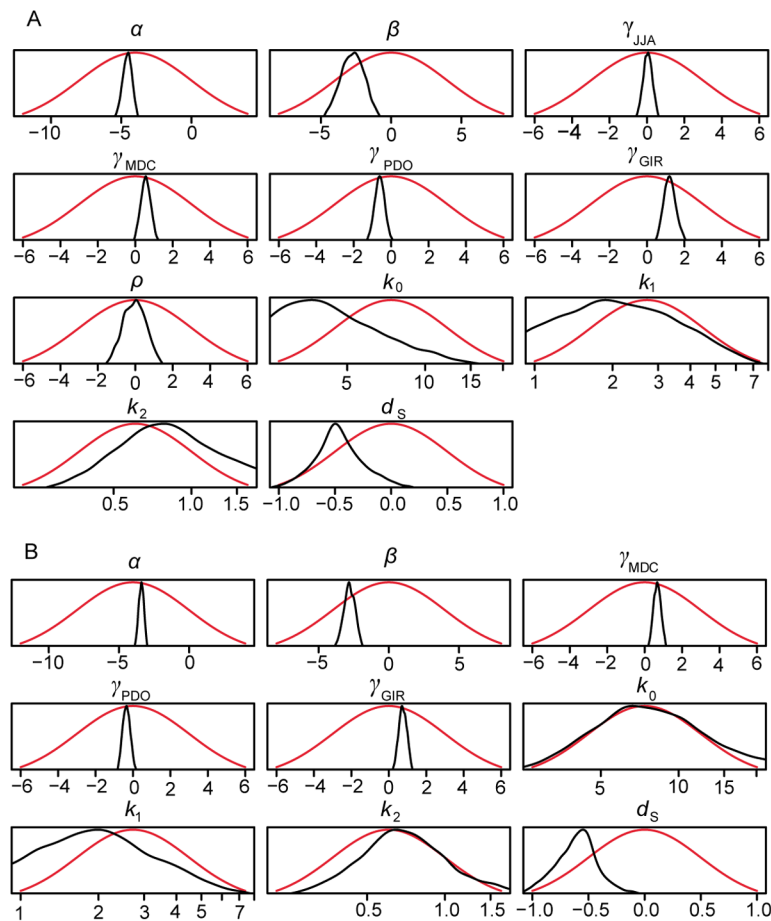 A
α β γJJA
−10 −5 0 −5 0 5 −6 −4 −2 0 2 4 6
γMDC γPDO γGIR
−6 −4 −2 0 2 4 6 −6 −4 −2 0 2 4 6 −6 −4 −2 0 2 4 6
ρ k0 k1
−6 −4 −2 0 2 4 6 5 10 15 1 2 3 4 5 7
k2 dS
0.5 1.0 1.5 −1.0 −0.5 0.0 0.5 1.0
B
α β γMDC
−10 −5 0 −5 0 5 −6 −4 −2 0 2 4 6
γPDO γGIR k0
−6 −4 −2 0 2 4 6 −6 −4 −2 0 2 4 6 5 10 15
k1 k2 dS
1 2 3 4 5 7 0.5 1.0 1.5 −1.0 −0.5 0.0 0.5 1.0